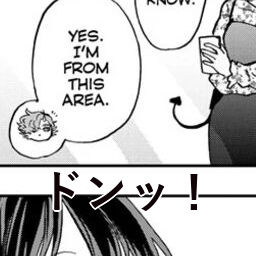 KNOW.
YES.
I'M
FROM
THIS
AREA.
ドンッ！